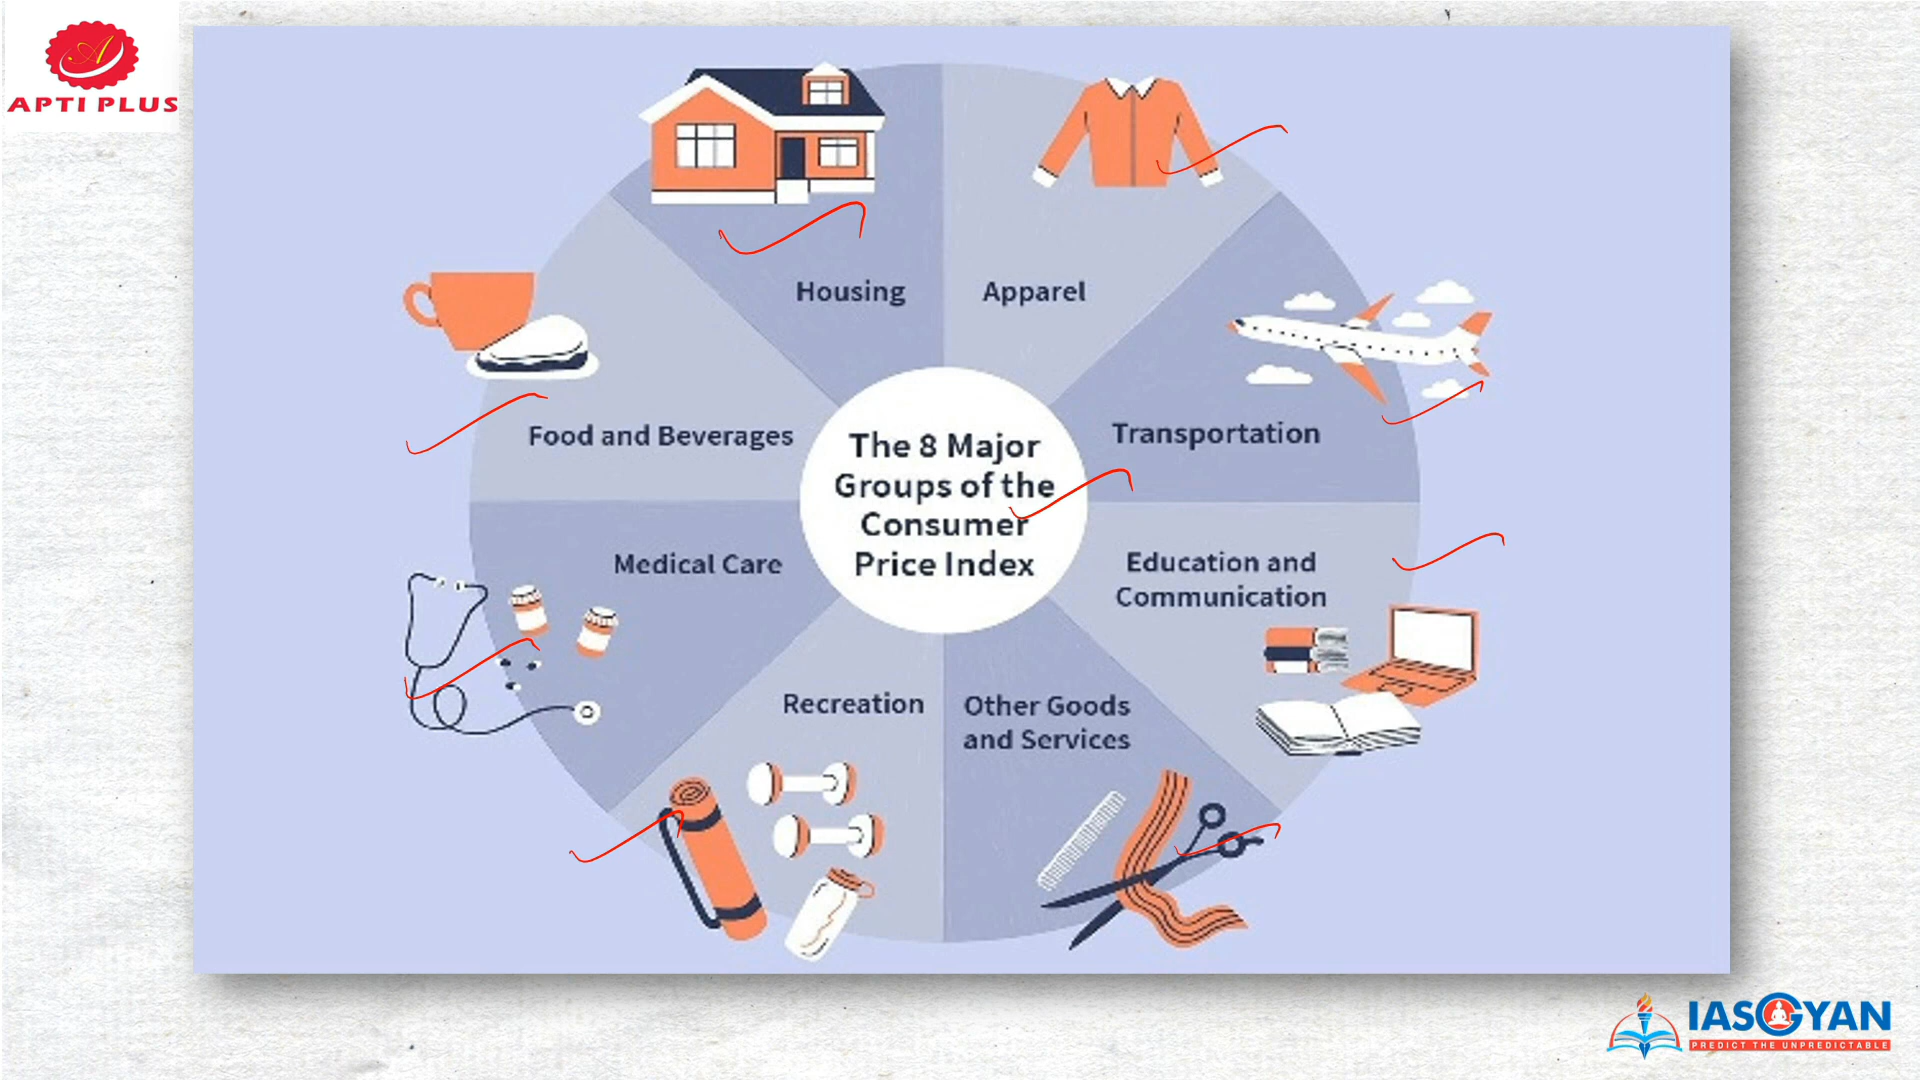 A
APTI PLUS
Housing
Apparel
Food and Beverages
Transportation
The 8 Major
Groups of the
Consumer
Price Index
Medical Care
Education and
Communication
Recreation
Other Goods
and Services
IASGYAN
PREDICT THE UNPREDICTABLE